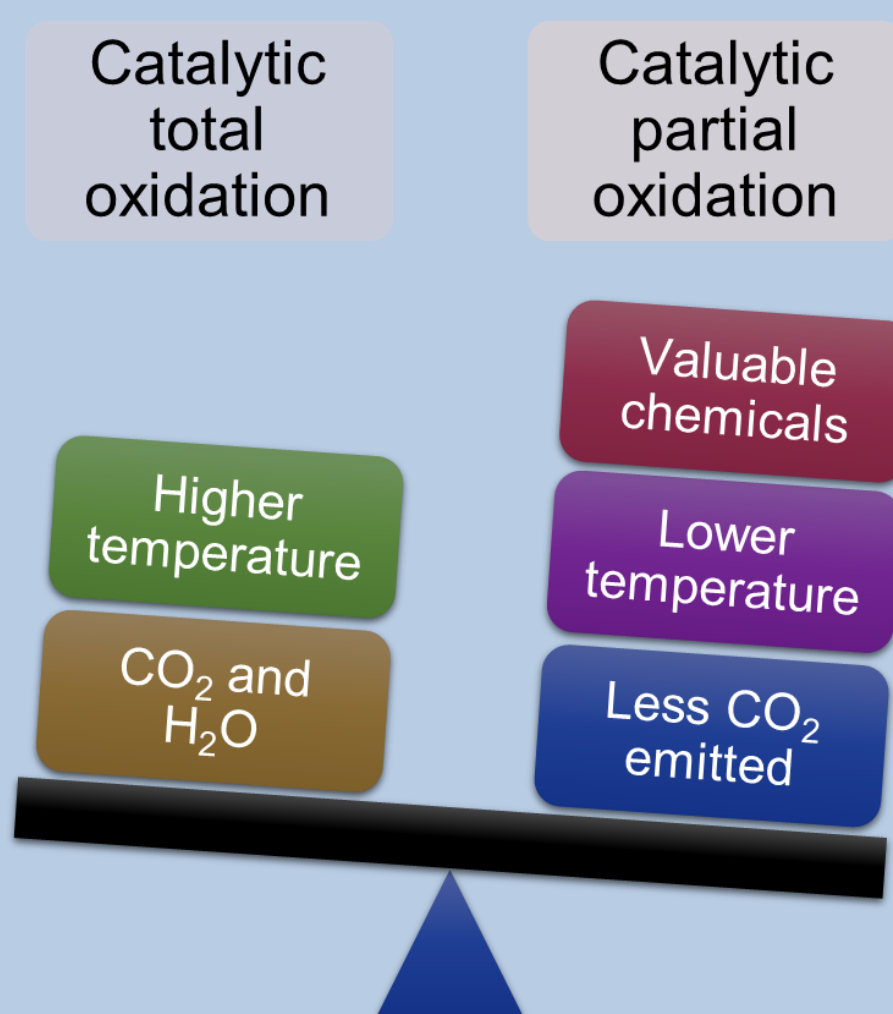 Catalytic
total
oxidation
Catalytic
partial
oxidation
Higher
temperature
CO₂ and
H₂O
Valuable
chemicals
Lower
temperature
Less CO₂
emitted